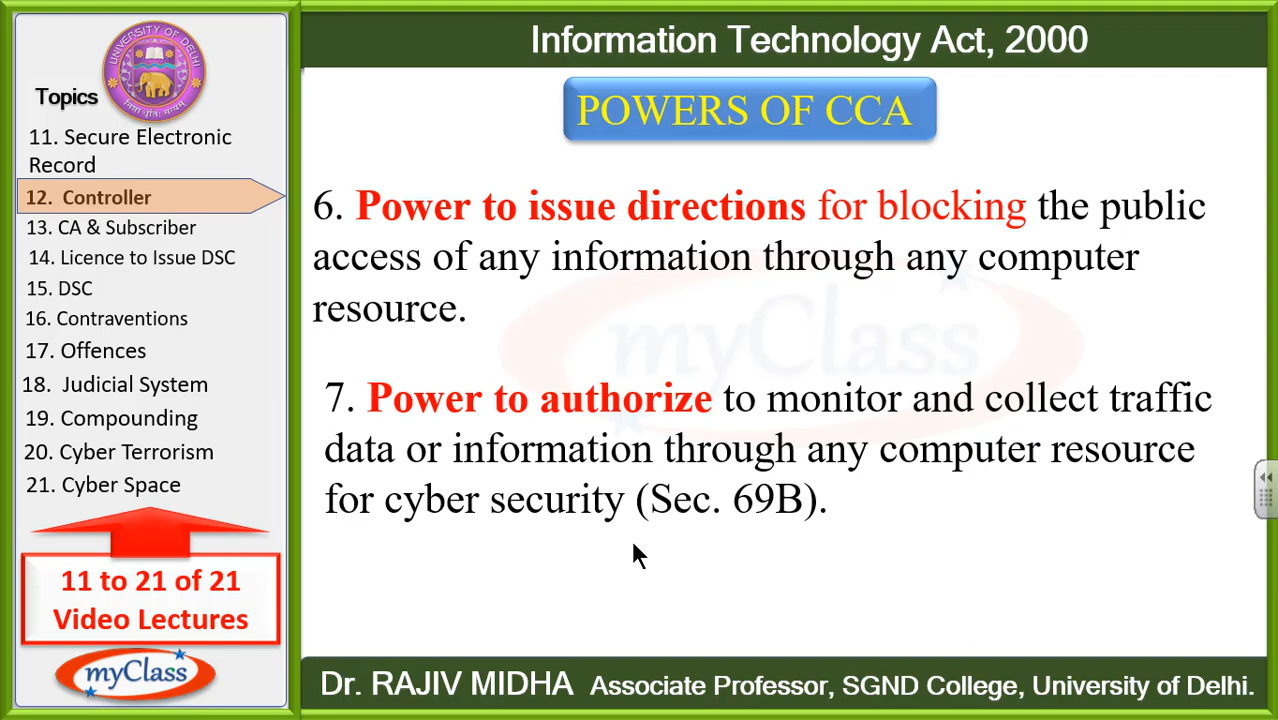 Information Technology Act, 2000
UNIVERSITY OF DELHI
Topics
11. Secure Electronic
Record
12. Controller
13. CA & Subscriber
14. Licence to Issue DSC
15. DSC
16. Contraventions
17. Offences
18. Judicial System
19. Compounding
20. Cyber Terrorism
21. Cyber Space
11 to 21 of 21
Video Lectures
myClass
POWERS OF CCA
6. Power to issue directions for blocking the public
access of any information through any computer
resource.
myClass
7. Power to authorize to monitor and collect traffic
data or information through any computer resource
for cyber security (Sec. 69B).
Dr. RAJIV MIDHA Associate Professor, SGND College, University of Delhi.